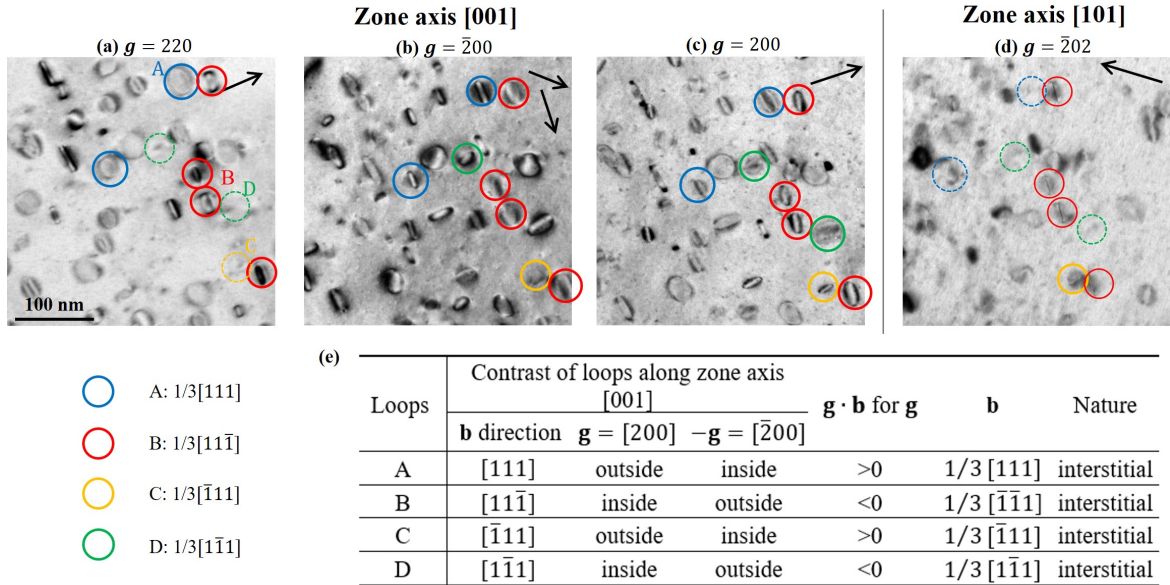 Zone axis [001]
Zone axis [101]
(a) g = 220
(b) g = 2̄00
(c) g = 200
(d) g = 2̄02
A
B
D
C
100 nm
A: 1/3[111]
B: 1/3[111̄]
C: 1/3[1̄11]
D: 1/3[11̄1]
(e)
Loops
Contrast of loops along zone axis
[001]
b direction g = [200] −g = [2̄00]
g · b for g
b
Nature
A [111] outside inside >0 1/3 [111] interstitial
B [111̄] inside outside <0 1/3 [1̄1̄1] interstitial
C [1̄11] outside inside >0 1/3 [1̄11] interstitial
D [11̄1] inside outside <0 1/3 [11̄1] interstitial